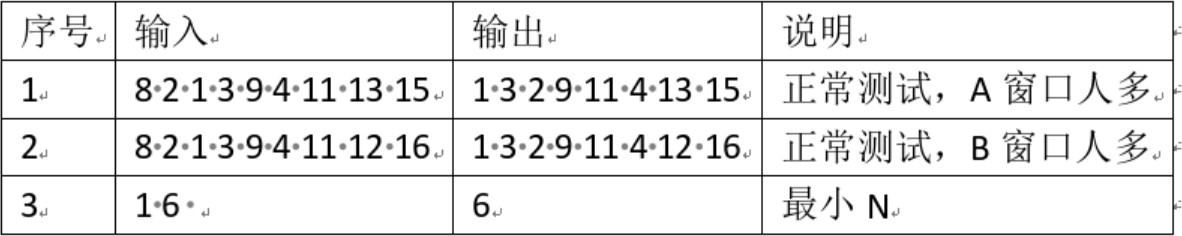 序号 输入 输出 说明
1 8 2 1 3 9 4 11 13 15 1 3 2 9 11 4 13 15 正常测试，A 窗口人多
2 8 2 1 3 9 4 11 12 16 1 3 2 9 11 4 12 16 正常测试，B 窗口人多
3 1 6 6 最小 N